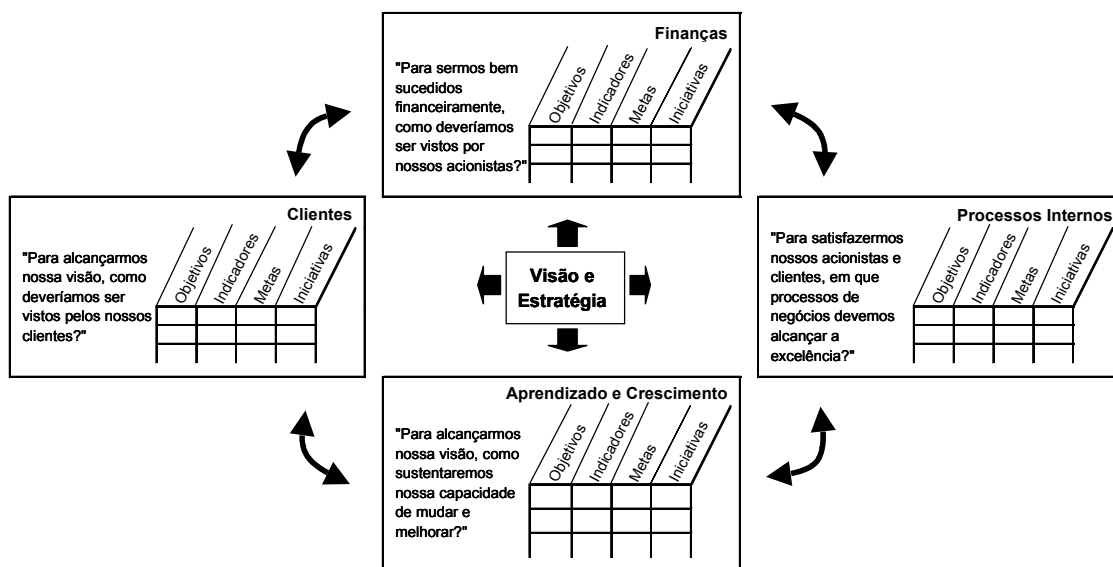 Finanças
"Para sermos bem
sucedidos
financeiramente,
como deveríamos
ser vistos por
nossos acionistas?"
Objetivos
Indicadores
Metas
Iniciativas
Clientes
"Para alcançarmos
nossa visão, como
deveríamos ser
vistos pelos nossos
clientes?"
Objetivos
Indicadores
Metas
Iniciativas
Visão e
Estratégia
Processos Internos
"Para satisfazermos
nossos acionistas e
clientes, em que
processos de
negócios devemos
alcançar a
excelência?"
Objetivos
Indicadores
Metas
Iniciativas
Aprendizado e Crescimento
"Para alcançarmos
nossa visão, como
sustentaremos
nossa capacidade
de mudar e
melhorar?"
Objetivos
Indicadores
Metas
Iniciativas